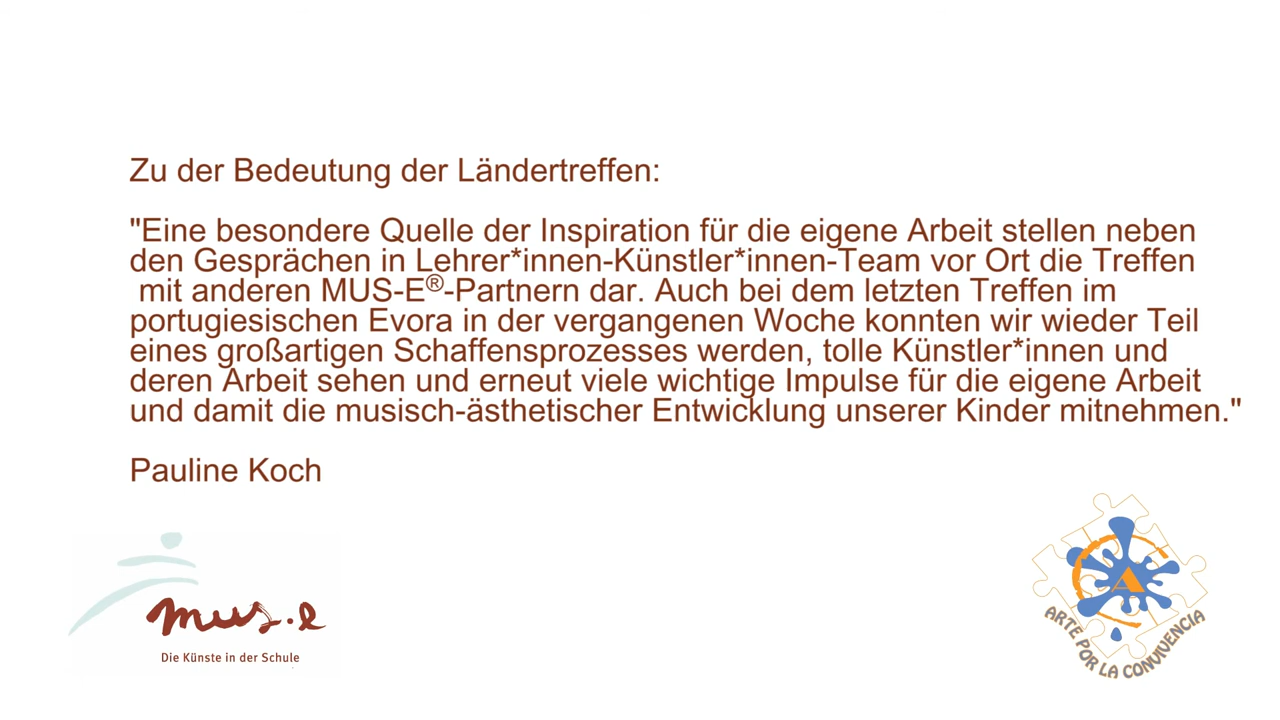 Zu der Bedeutung der Ländertreffen:
"Eine besondere Quelle der Inspiration für die eigene Arbeit stellen neben
den Gesprächen in Lehrer*innen-Künstler*innen-Team vor Ort die Treffen
mit anderen MUS-E®-Partnern dar. Auch bei dem letzten Treffen im
portugiesischen Evora in der vergangenen Woche konnten wir wieder Teil
eines großartigen Schaffensprozesses werden, tolle Künstler*innen und
deren Arbeit sehen und erneut viele wichtige Impulse für die eigene Arbeit
und damit die musisch-ästhetischer Entwicklung unserer Kinder mitnehmen."
Pauline Koch
mus-e
Die Künste in der Schule
A
ARTE POR LA CONVIVENCIA